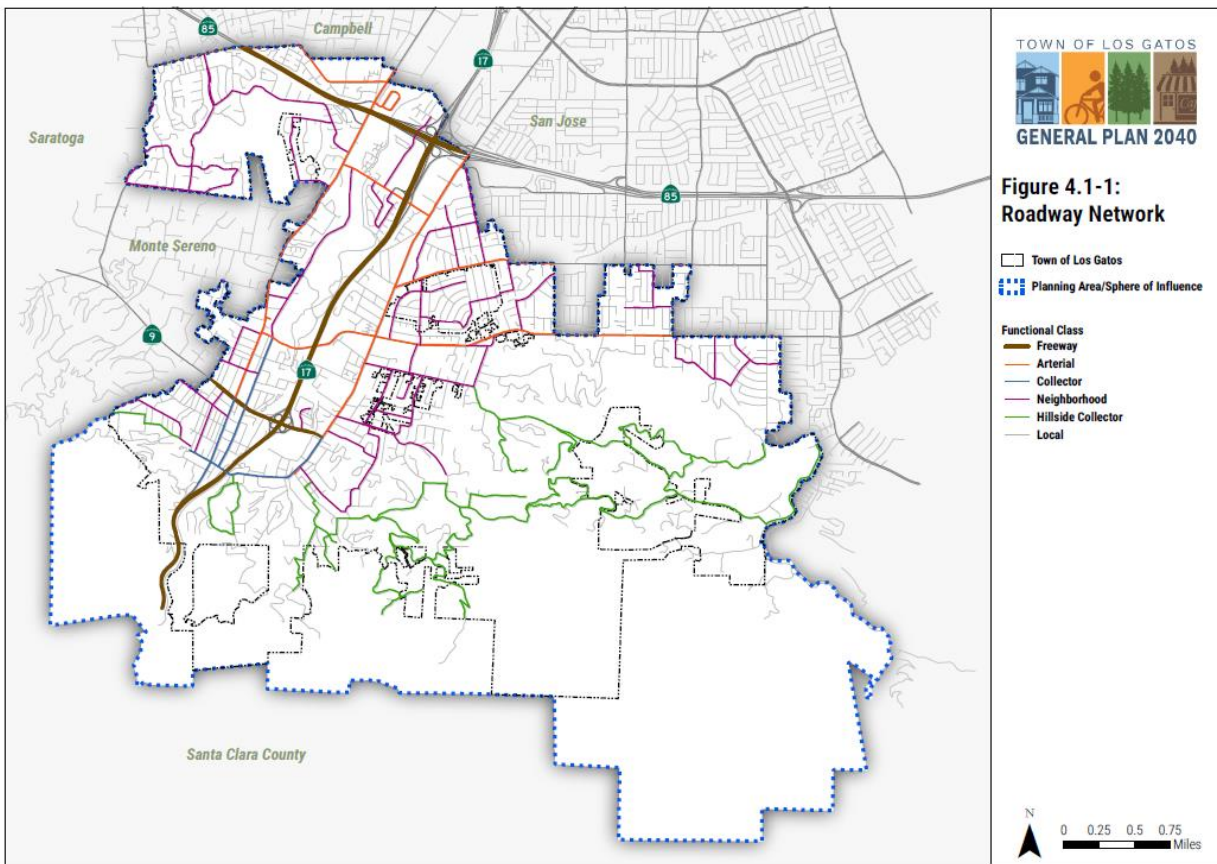 Campbell
85
17
Saratoga
San Jose
85
Monte Sereno
9
17
Santa Clara County
TOWN OF LOS GATOS
GENERAL PLAN 2040
Figure 4.1-1:
Roadway Network
Town of Los Gatos
Planning Area/Sphere of Influence
Functional Class
Freeway
Arterial
Collector
Neighborhood
Hillside Collector
Local
N
0 0.25 0.5 0.75
Miles